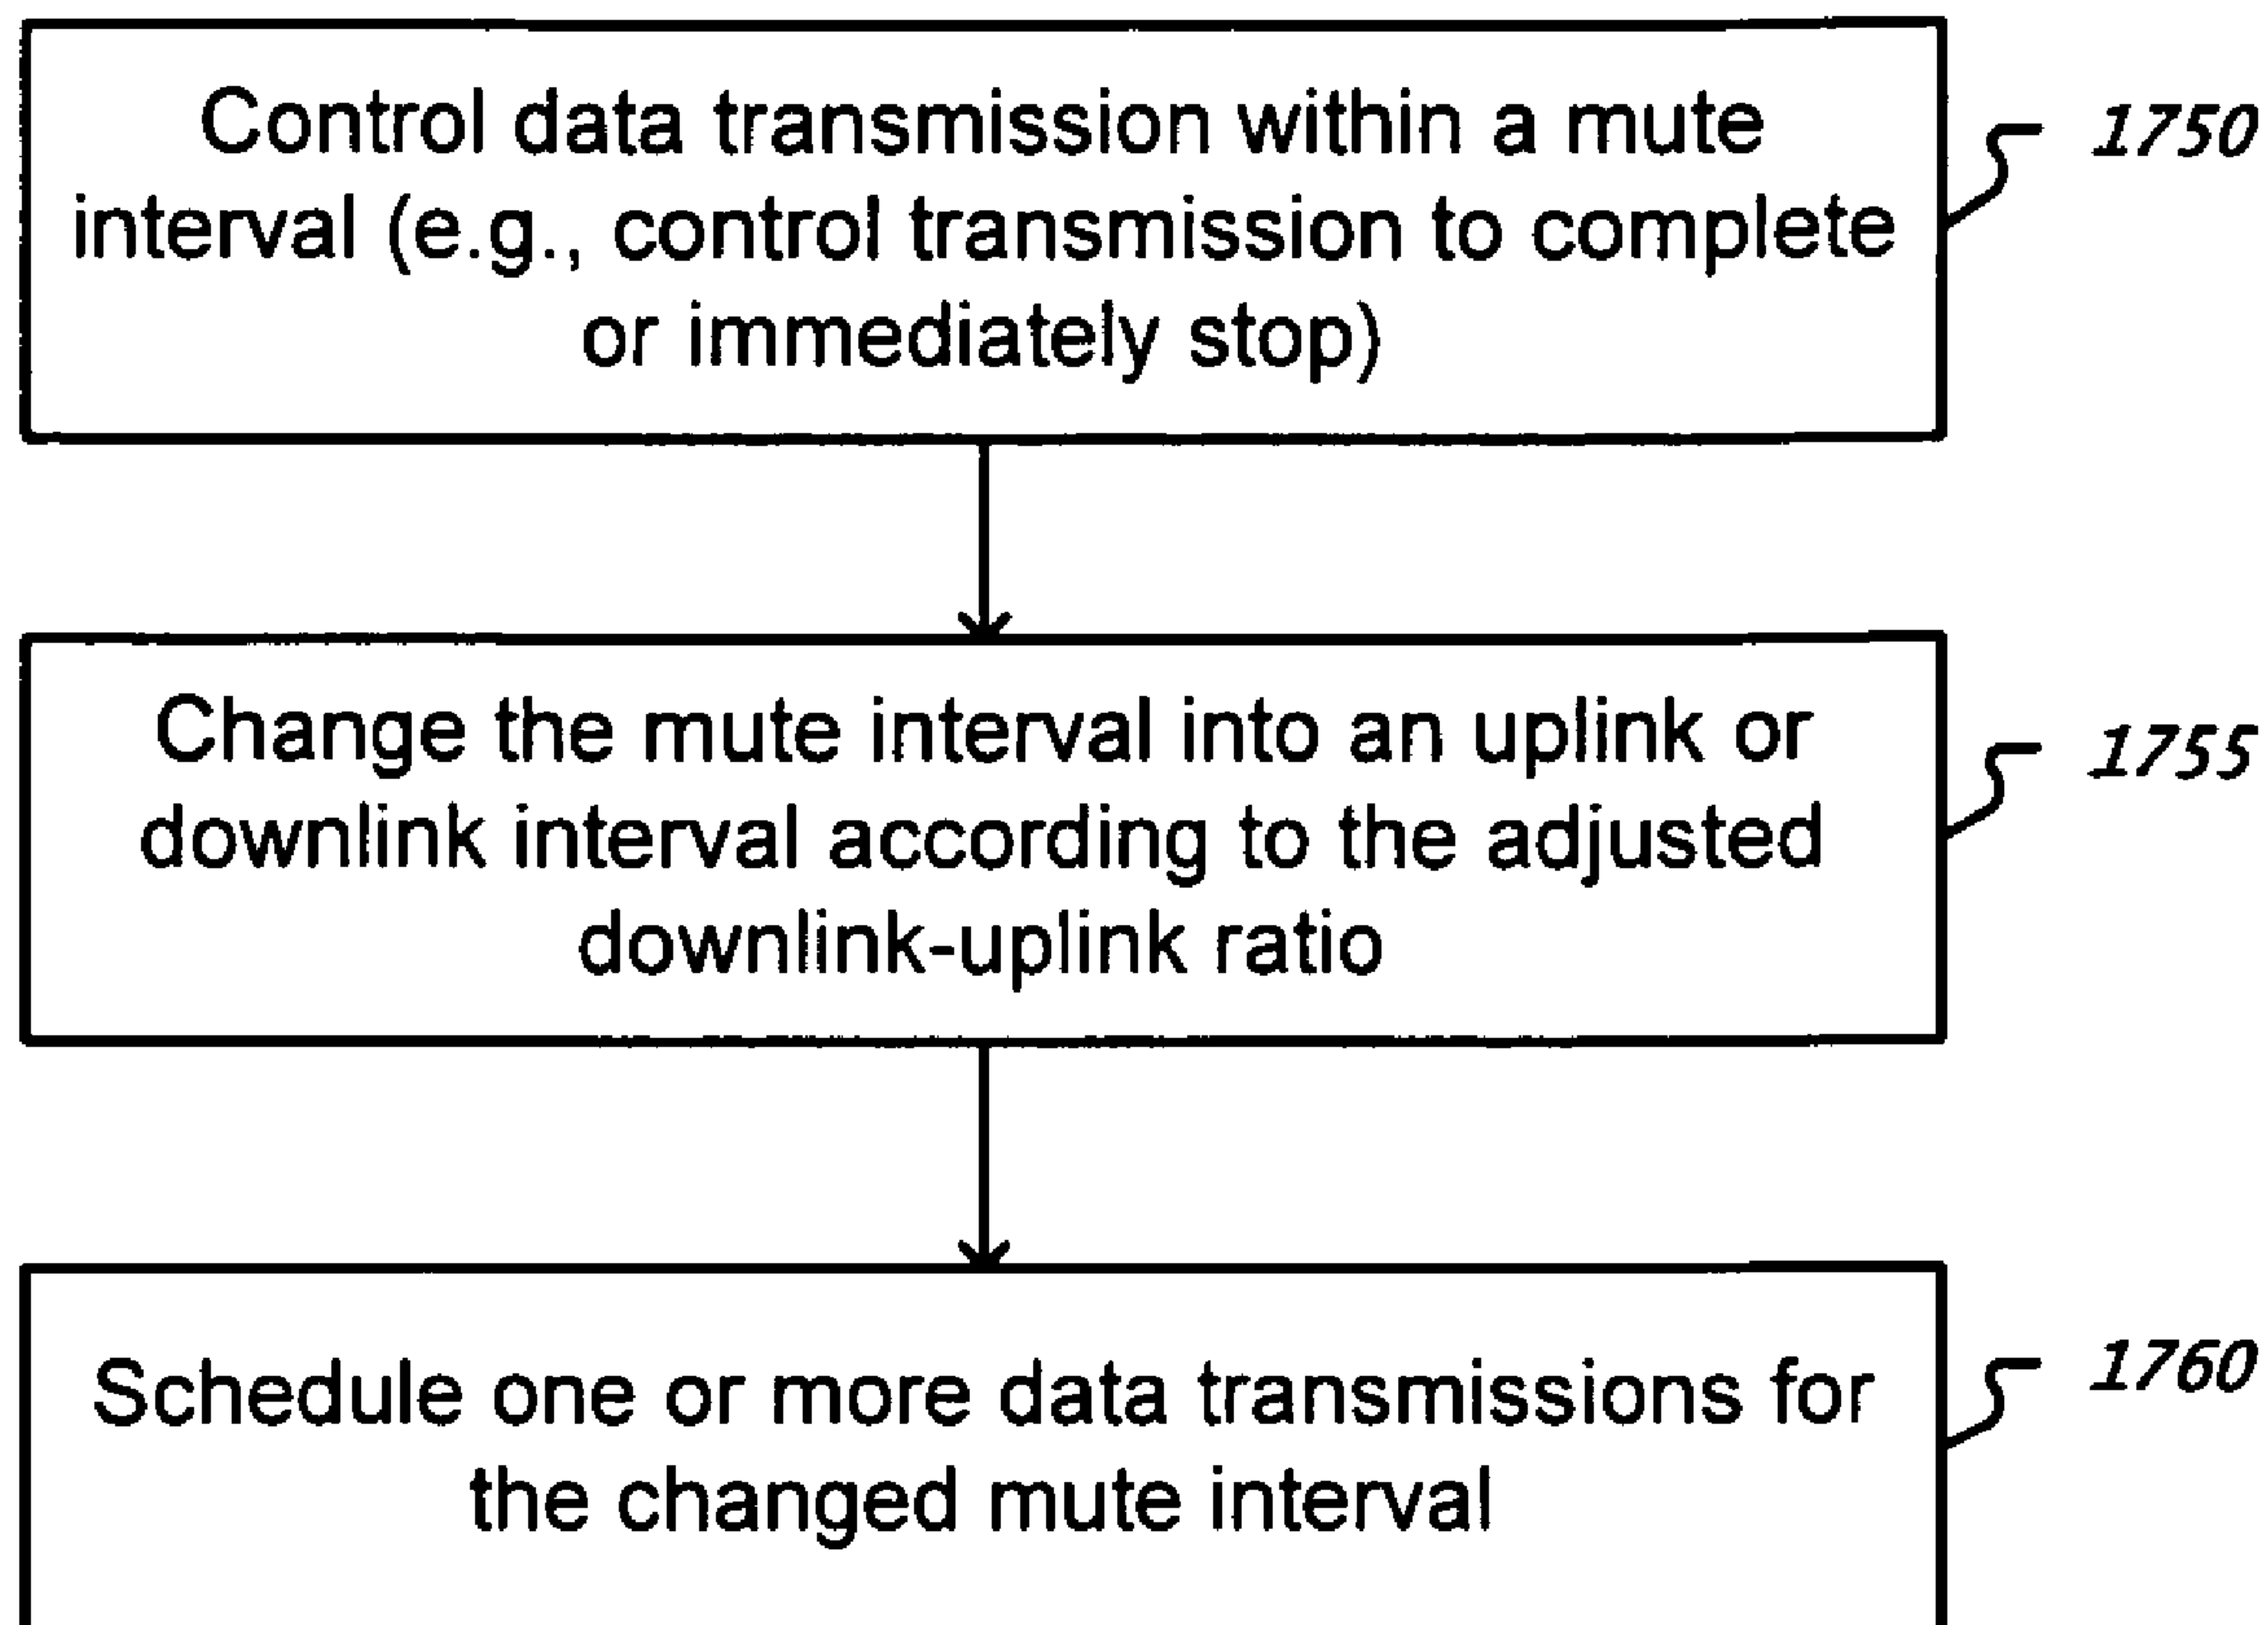 Control data transmission within a mute
interval (e.g., control transmission to complete
or immediately stop)
1750
Change the mute interval into an uplink or
downlink interval according to the adjusted
downlink-uplink ratio
1755
Schedule one or more data transmissions for
the changed mute interval
1760